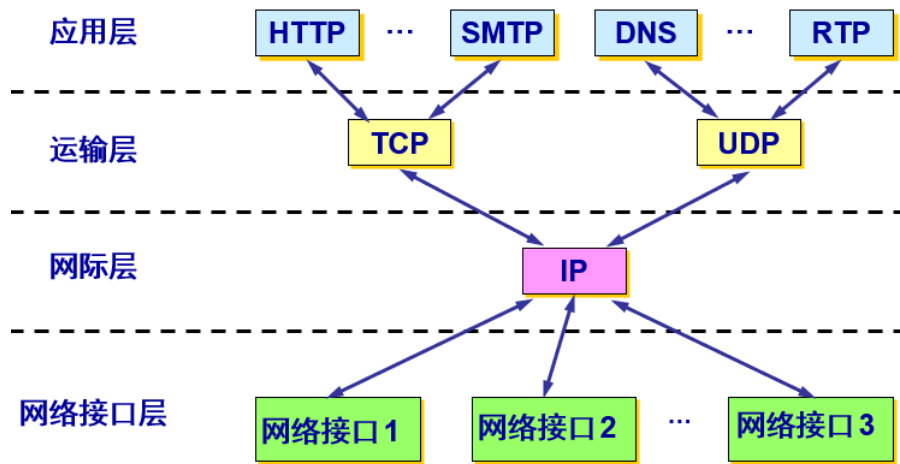 应用层 HTTP … SMTP DNS … RTP
运输层 TCP UDP
网际层 IP
网络接口层 网络接口1 网络接口2 … 网络接口3